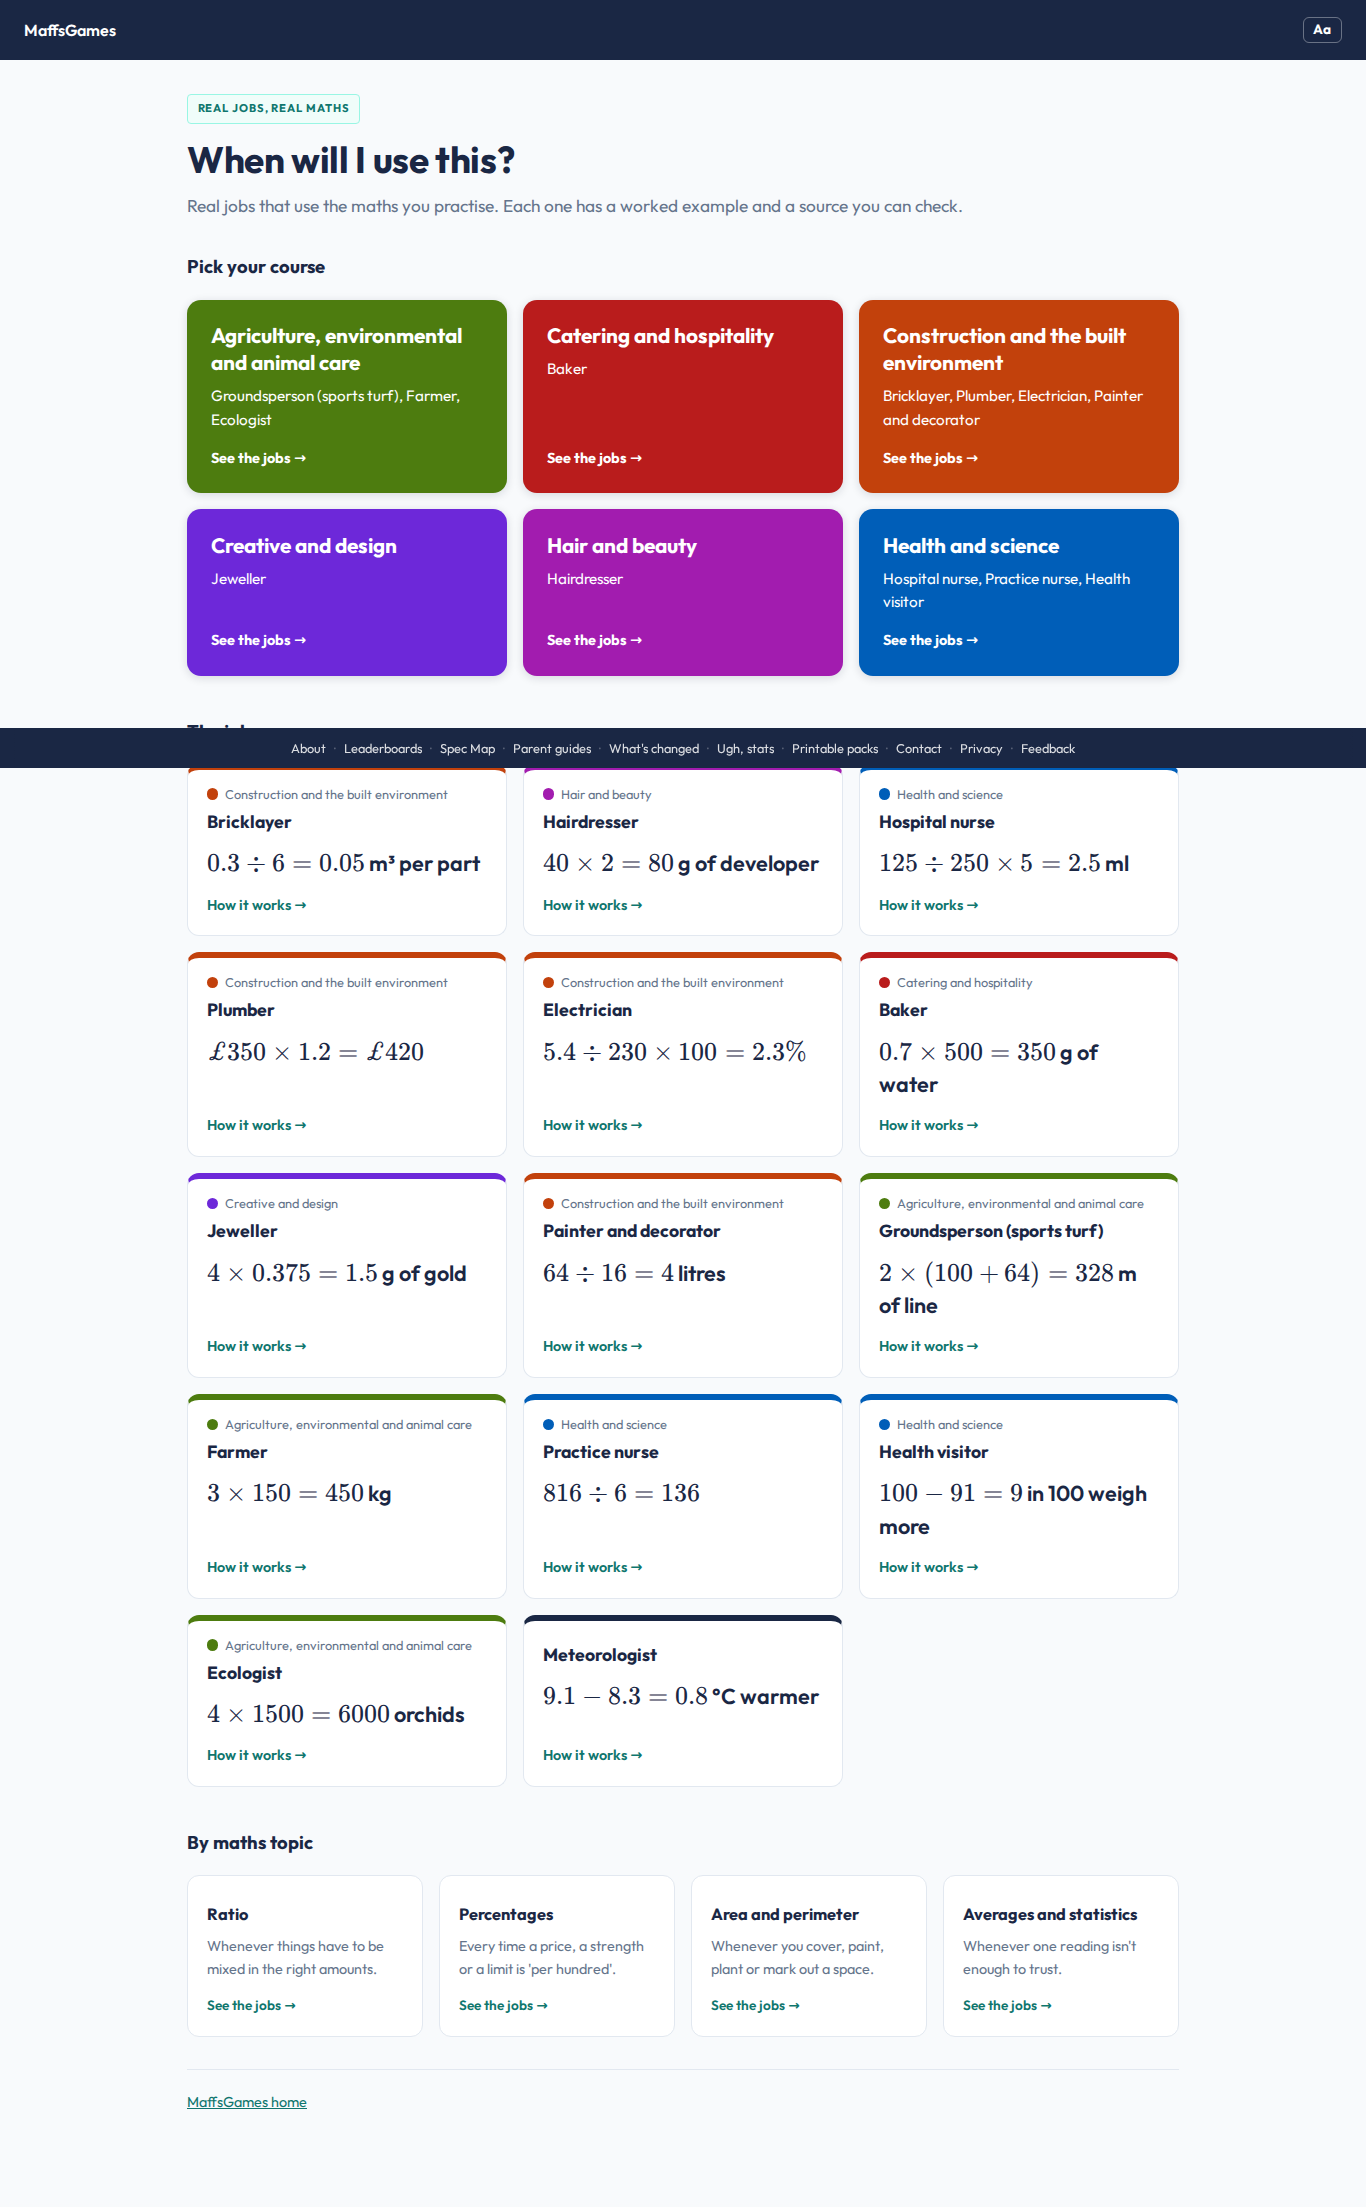 MaffsGames
Aa
REAL JOBS, REAL MATHS
When will I use this?
Real jobs that use the maths you practise. Each one has a worked example and a source you can check.
Pick your course
Agriculture, environmental
and animal care
Groundsperson (sports turf), Farmer,
Ecologist
See the jobs →
Catering and hospitality
Baker
See the jobs →
Construction and the built
environment
Bricklayer, Plumber, Electrician, Painter
and decorator
See the jobs →
Creative and design
Jeweller
See the jobs →
Hair and beauty
Hairdresser
See the jobs →
Health and science
Hospital nurse, Practice nurse, Health
visitor
See the jobs →
About · Leaderboards · Spec Map · Parent guides · What's changed · Ugh, stats · Printable packs · Contact · Privacy · Feedback
Construction and the built environment
Bricklayer
0.3 ÷ 6 = 0.05 m³ per part
How it works →
Hair and beauty
Hairdresser
40 × 2 = 80 g of developer
How it works →
Health and science
Hospital nurse
125 ÷ 250 × 5 = 2.5 ml
How it works →
Construction and the built environment
Plumber
£350 × 1.2 = £420
How it works →
Construction and the built environment
Electrician
5.4 ÷ 230 × 100 = 2.3%
How it works →
Catering and hospitality
Baker
0.7 × 500 = 350 g of
water
How it works →
Creative and design
Jeweller
4 × 0.375 = 1.5 g of gold
How it works →
Construction and the built environment
Painter and decorator
64 ÷ 16 = 4 litres
How it works →
Agriculture, environmental and animal care
Groundsperson (sports turf)
2 × (100 + 64) = 328 m
of line
How it works →
Agriculture, environmental and animal care
Farmer
3 × 150 = 450 kg
How it works →
Health and science
Practice nurse
816 ÷ 6 = 136
How it works →
Health and science
Health visitor
100 − 91 = 9 in 100 weigh
more
How it works →
Agriculture, environmental and animal care
Ecologist
4 × 1500 = 6000 orchids
How it works →
Meteorologist
9.1 − 8.3 = 0.8 °C warmer
How it works →
By maths topic
Ratio
Whenever things have to be
mixed in the right amounts.
See the jobs →
Percentages
Every time a price, a strength
or a limit is 'per hundred'.
See the jobs →
Area and perimeter
Whenever you cover, paint,
plant or mark out a space.
See the jobs →
Averages and statistics
Whenever one reading isn't
enough to trust.
See the jobs →
MaffsGames home